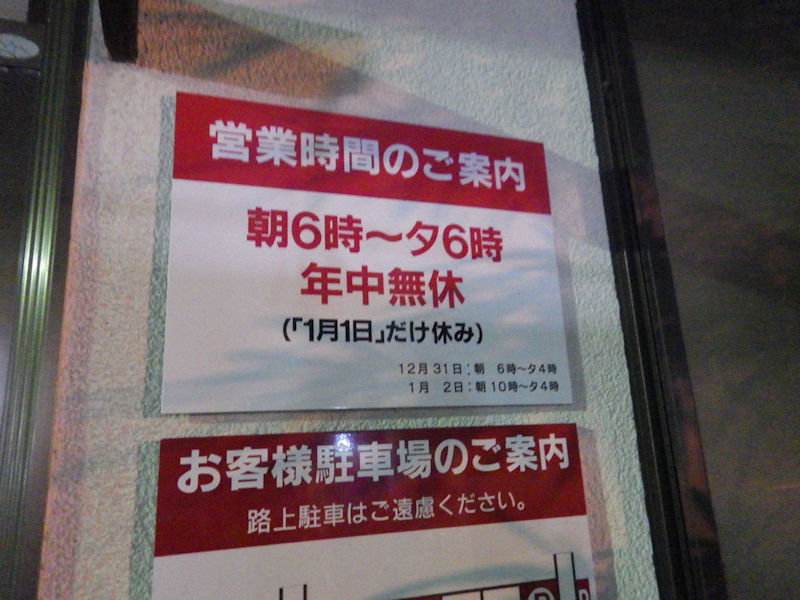 営業時間のご案内
朝6時～夕6時
年中無休
(「1月1日」だけ休み)
12月31日:朝 6時～夕4時
1月 2日:朝10時～夕4時
お客様駐車場のご案内
路上駐車はご遠慮ください。
P